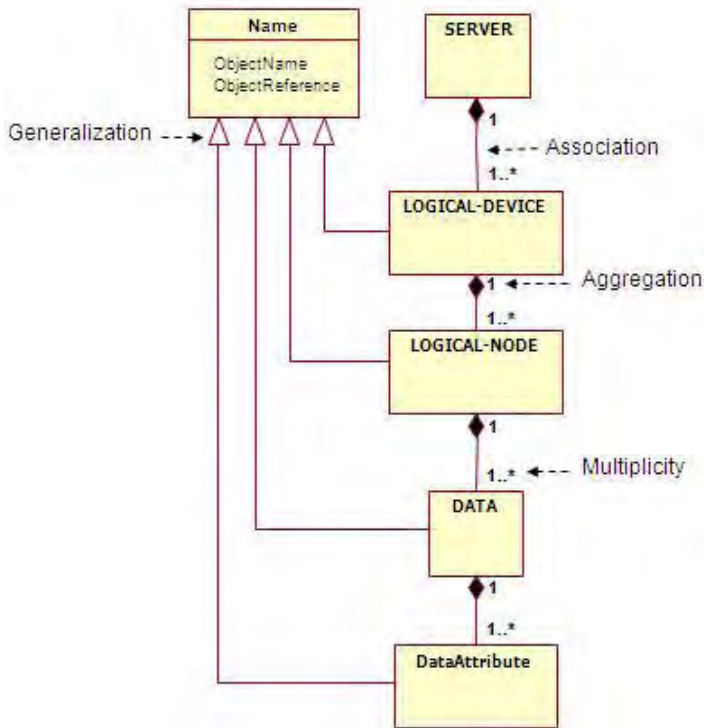 Name
ObjectName
ObjectReference
SERVER
Generalization
1
Association
1..*
LOGICAL-DEVICE
1
Aggregation
1..*
LOGICAL-NODE
1
1..*
Multiplicity
DATA
1
1..*
DataAttribute